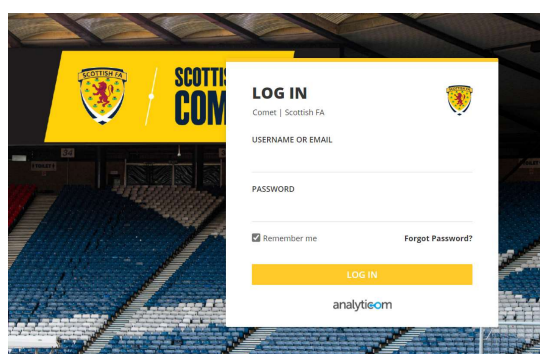 SCOTTISH FA
SCOTTIS
COM
LOG IN
Comet | Scottish FA
USERNAME OR EMAIL
PASSWORD
Remember me
Forgot Password?
LOG IN
analyticom